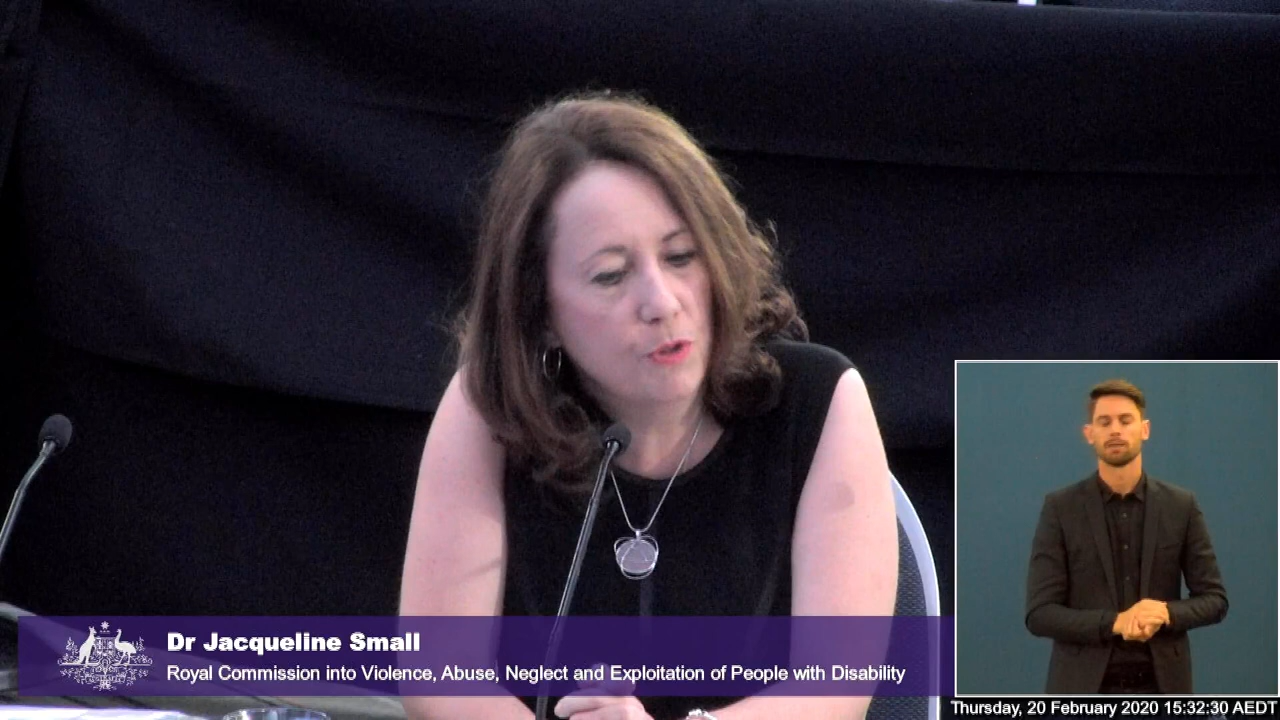 Dr Jacqueline Small
Royal Commission into Violence, Abuse, Neglect and Exploitation of People with Disability
Thursday, 20 February 2020 15:32:30 AEDT